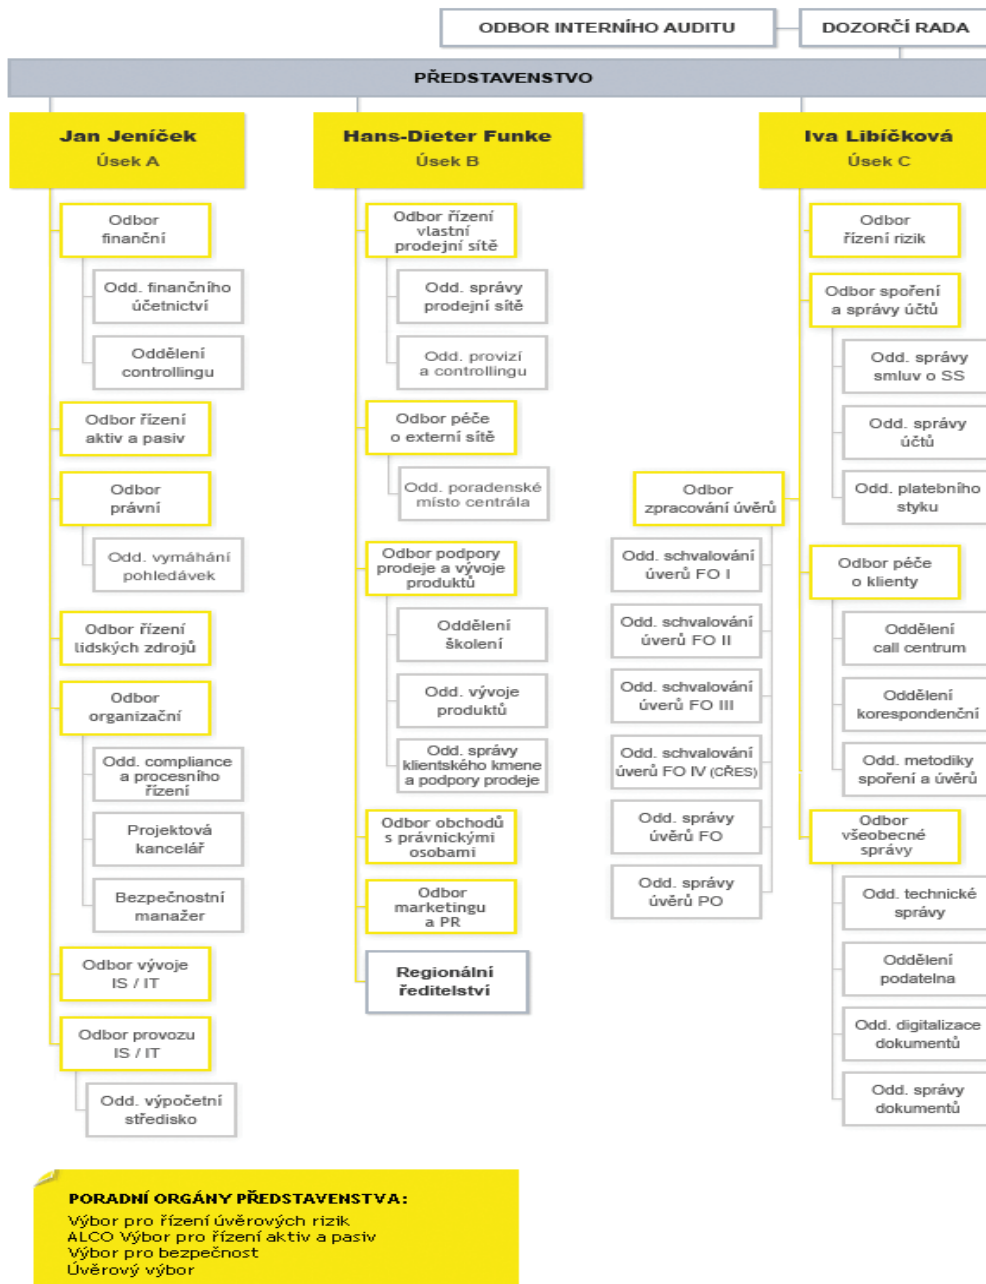 ODBOR INTERNÍHO AUDITU
DOZORČÍ RADA
PŘEDSTAVENSTVO
Jan Jeníček
Úsek A
Odbor
finanční
Odd. finančního
účetnictví
Oddělení
controllingu
Odbor řízení
aktiv a pasiv
Odbor
právní
Odd. vymáhání
pohledávek
Odbor řízení
lidských zdrojů
Odbor
organizační
Odd. compliance
a procesního
řízení
Projektová
kancelář
Bezpečnostní
manažer
Odbor vývoje
IS / IT
Odbor provozu
IS / IT
Odd. výpočetní
středisko
Hans-Dieter Funke
Úsek B
Odbor řízení
vlastní
prodejní sítě
Odd. správy
prodejní sítě
Odd. provizí
a controllingu
Odbor péče
o externí sítě
Odd. poradenské
místo centrála
Odbor podpory
prodeje a vývoje
produktů
Oddělení
školení
Odd. vývoje
produktů
Odd. správy
klientského kmene
a podpory prodeje
Odbor obchodů
s právnickými
osobami
Odbor
marketingu
a PR
Regionální
ředitelství
Iva Libíčková
Úsek C
Odbor
řízení rizik
Odbor spoření
a správy účtů
Odd. správy
smluv o SS
Odd. správy
účtů
Odd. platebního
styku
Odbor
zpracování úvěrů
Odd. schvalování
úverů FO I
Odd. schvalování
úverů FO II
Odd. schvalování
úverů FO III
Odd. schvalování
úverů FO IV (CŘES)
Odd. správy
úvěrů FO
Odd. správy
úvěrů PO
Odbor péče
o klienty
Oddělení
call centrum
Oddělení
korespondenční
Odd. metodiky
spoření a úvěrů
Odbor
všeobecné
správy
Odd. technické
správy
Oddělení
podatelna
Odd. digitalizace
dokumentů
Odd. správy
dokumentů
PORADNÍ ORGÁNY PŘEDSTAVENSTVA:
Výbor pro řízení úvěrových rizik
ALCO Výbor pro řízení aktiv a pasiv
Výbor pro bezpečnost
Úvěrový výbor